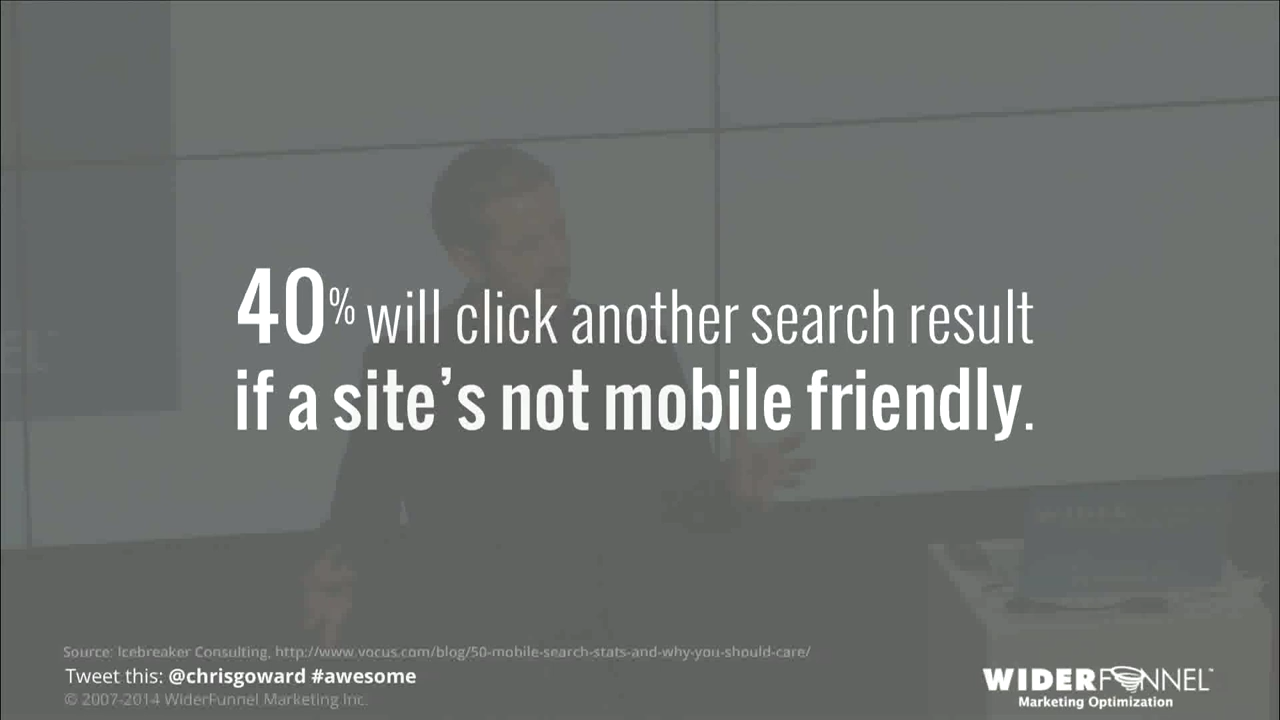 40% will click another search result
if a site's not mobile friendly.
Source: Icebreaker Consulting, http://www.vocus.com/blog/50-mobile-search-stats-and-why-you-should-care/
Tweet this: @chrisgoward #awesome
© 2007-2014 WiderFunnel Marketing Inc.
WIDERFUNNEL™
Marketing Optimization